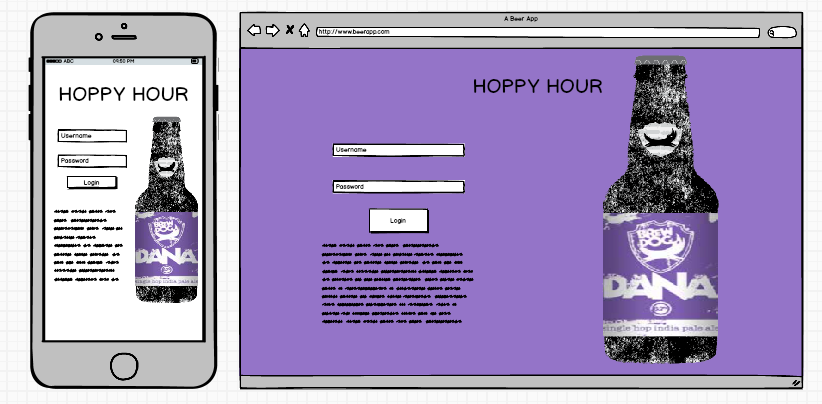 ABC 09:50 PM
HOPPY HOUR
Username
Password
Login
BREW
DOG
DANA
single hop india pale ale
A Beer App
http://www.beerapp.com
HOPPY HOUR
Username
Password
Login
BREW
DOG
DANA
single hop india pale ale